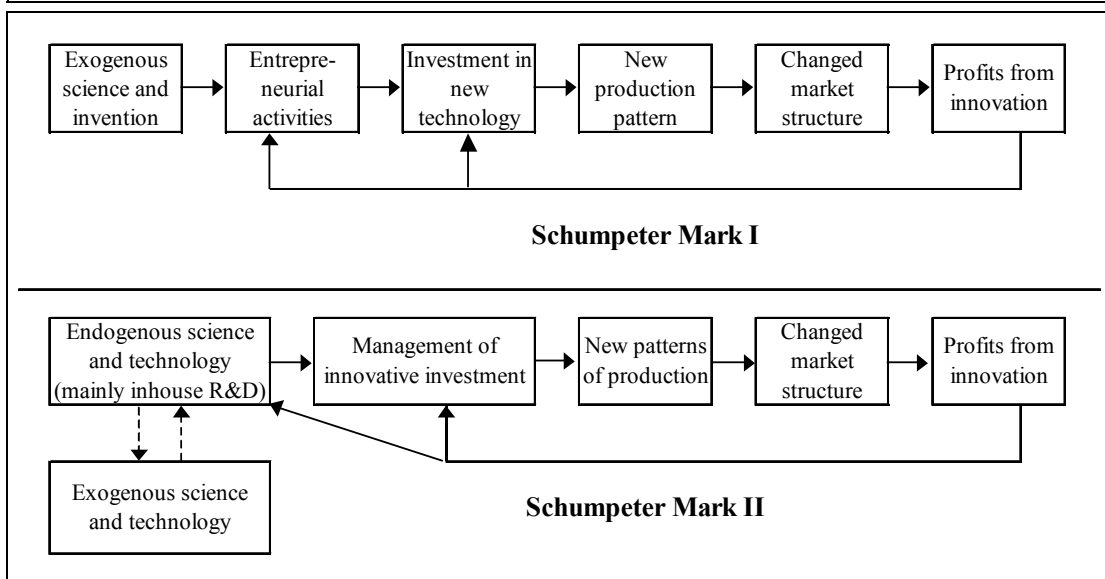 Exogenous
science and
invention
Entrepre-
neurial
activities
Investment in
new
technology
New
production
pattern
Changed
market
structure
Profits from
innovation
Schumpeter Mark I
Endogenous science
and technology
(mainly inhouse R&D)
Management of
innovative investment
New patterns
of production
Changed
market
structure
Profits from
innovation
Exogenous science
and technology
Schumpeter Mark II